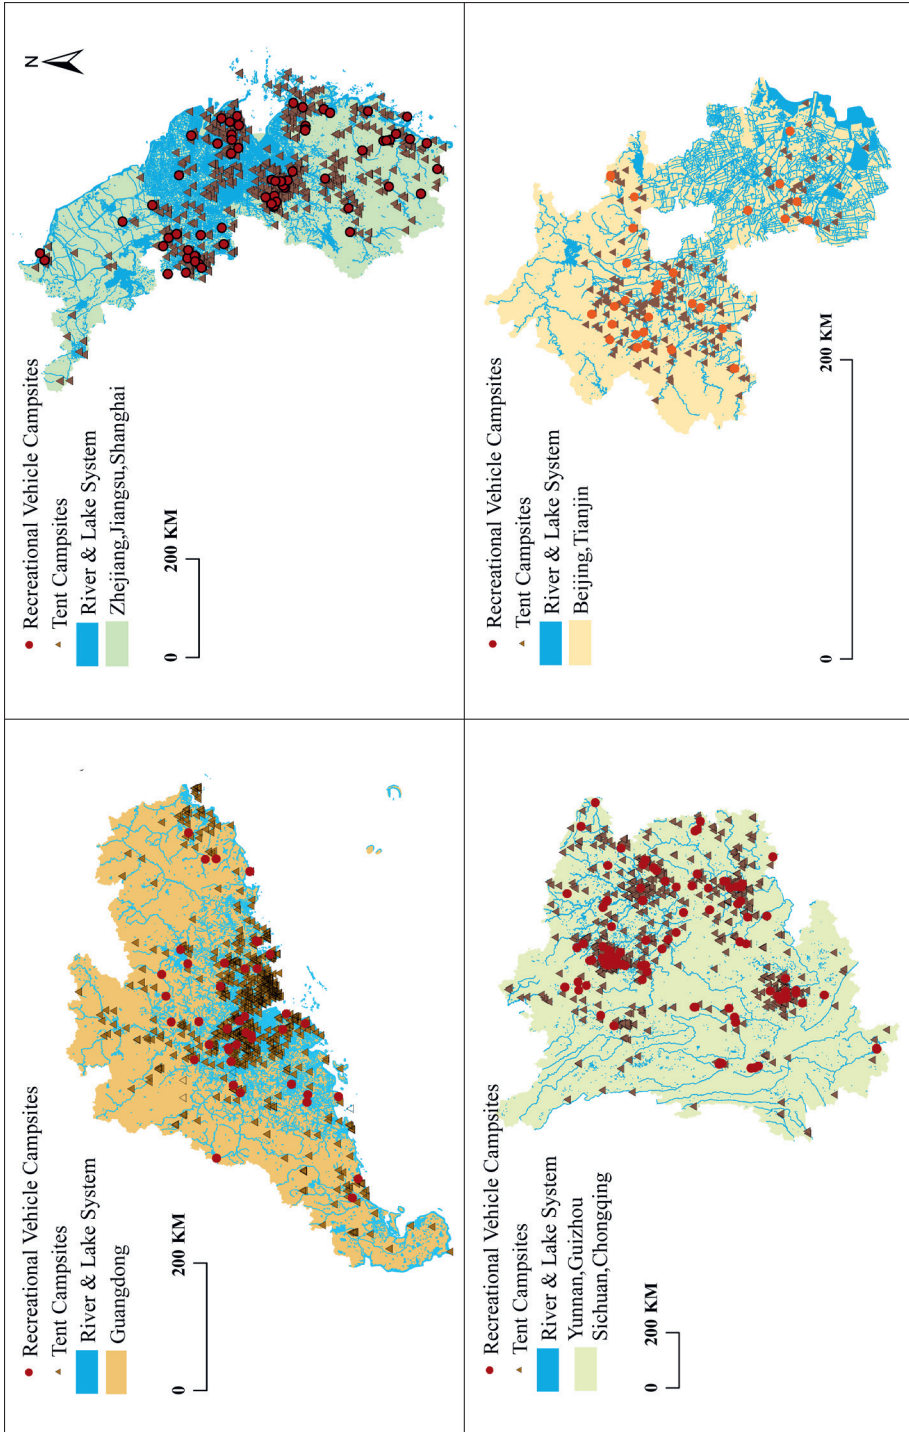 Recreational Vehicle Campsites
Tent Campsites
River & Lake System
Guangdong
0 200 KM
N
Recreational Vehicle Campsites
Tent Campsites
River & Lake System
Zhejiang,Jiangsu,Shanghai
0 200 KM
Recreational Vehicle Campsites
Tent Campsites
River & Lake System
Yunnan,Guizhou
Sichuan,Chongqing
0 200 KM
Recreational Vehicle Campsites
Tent Campsites
River & Lake System
Beijing,Tianjin
0 200 KM